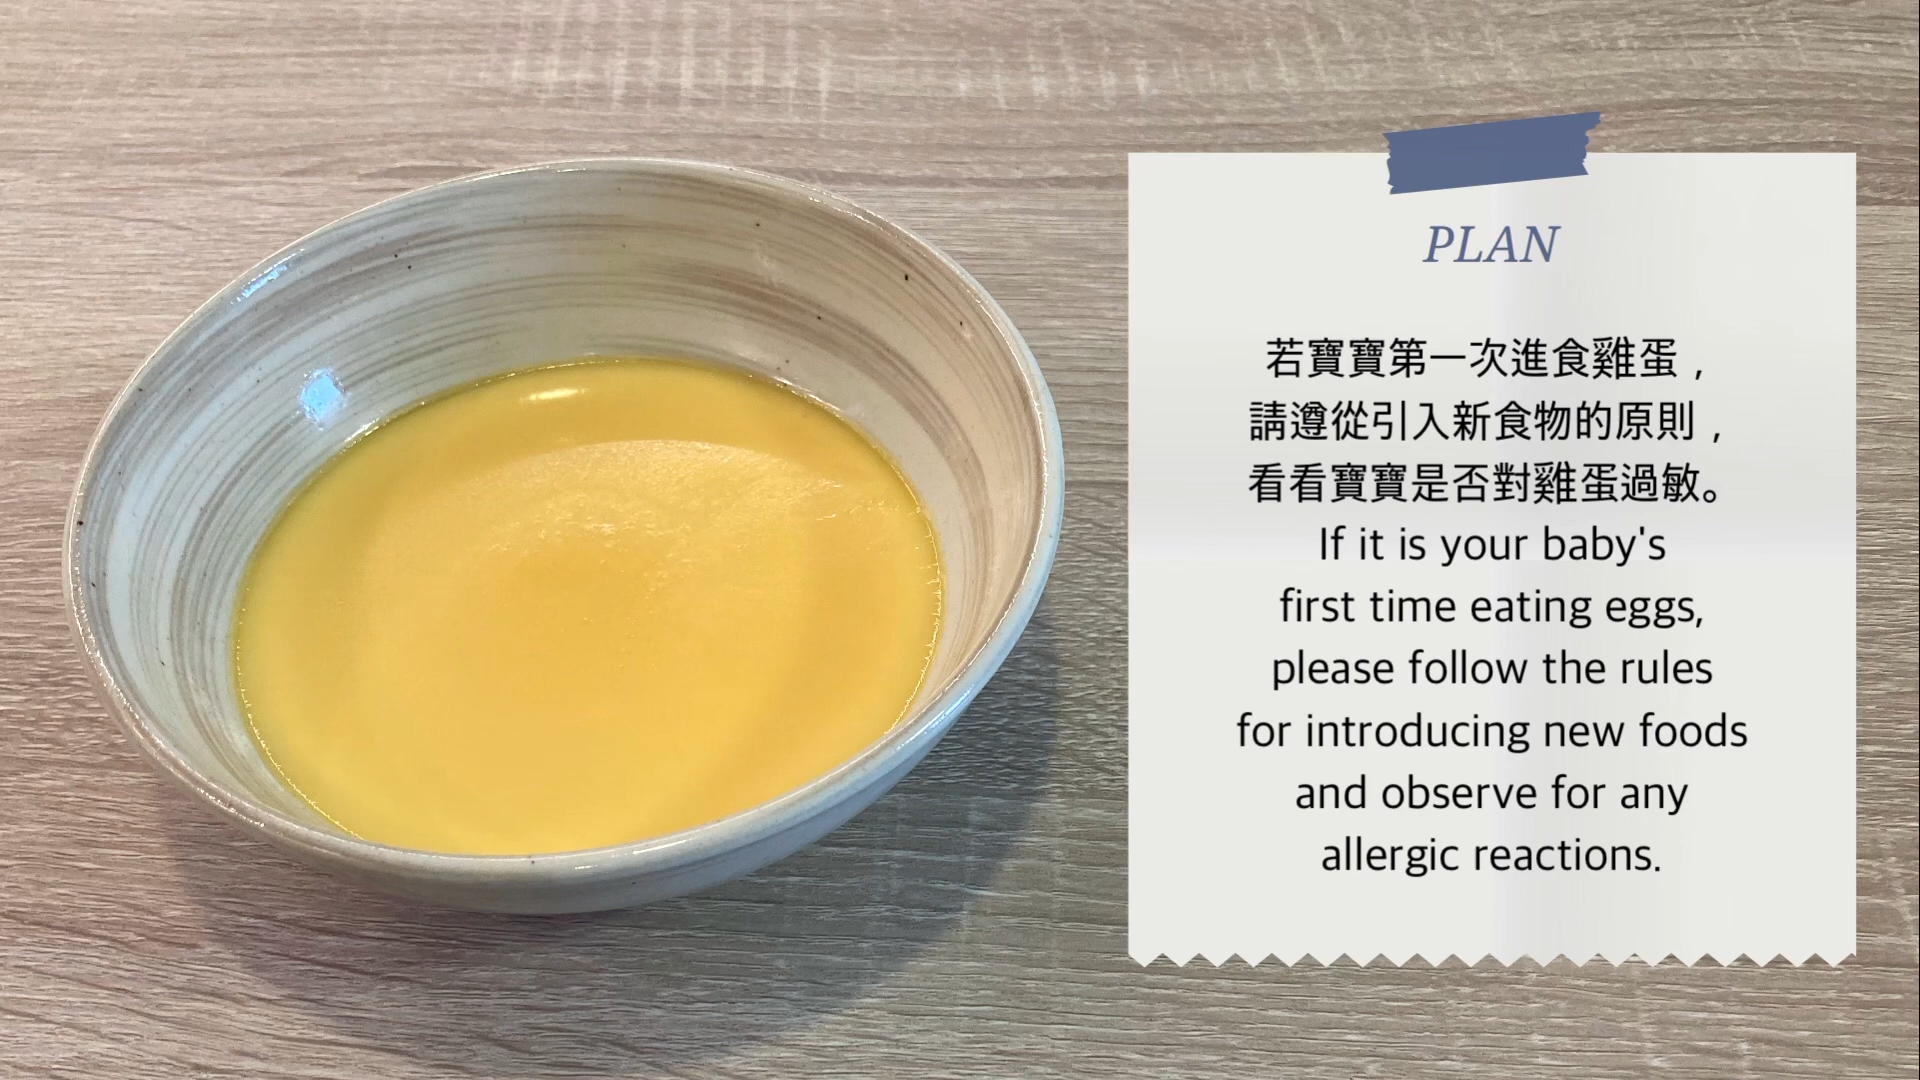 PLAN
若寶寶第一次進食雞蛋，
請遵從引入新食物的原則，
看看寶寶是否對雞蛋過敏。
If it is your baby's
first time eating eggs,
please follow the rules
for introducing new foods
and observe for any
allergic reactions.